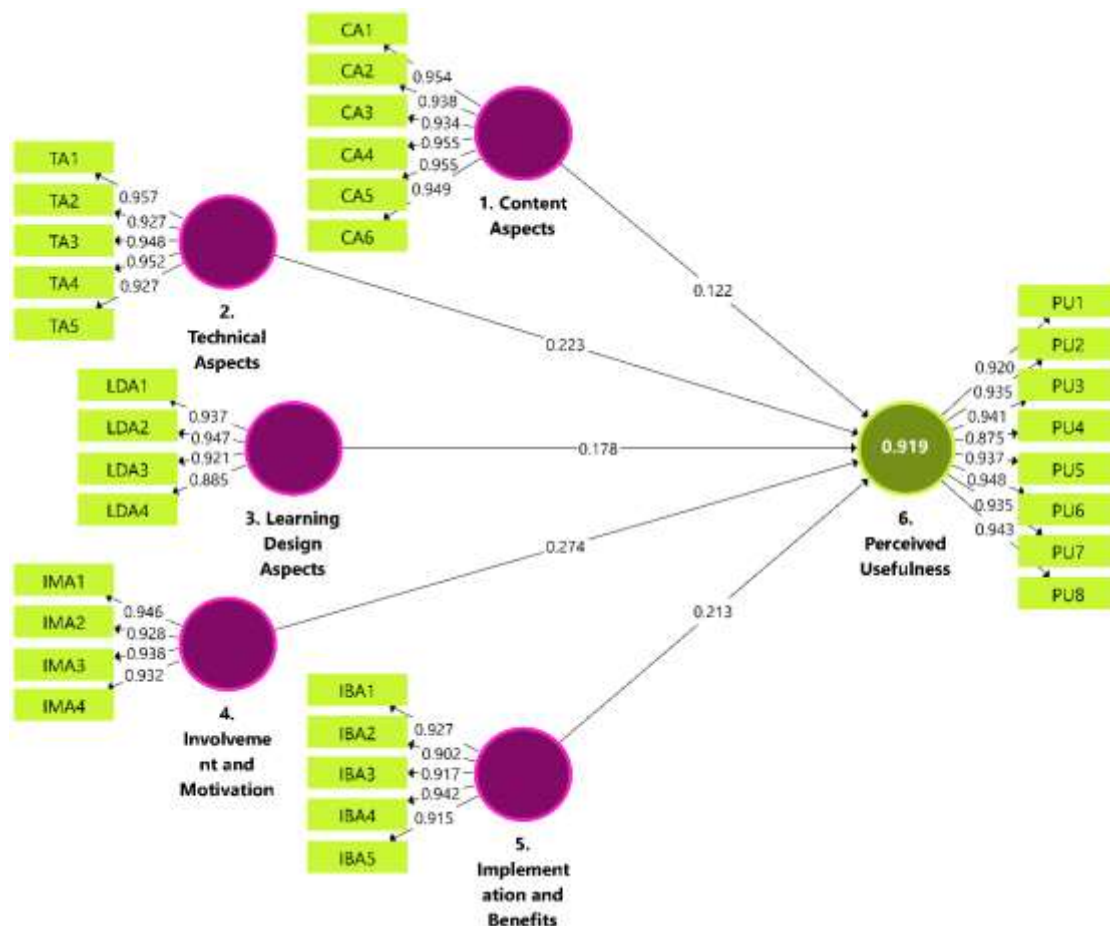 CA1
CA2
CA3
CA4
CA5
CA6
0.954
0.938
0.934
0.955
0.955
0.949
1. Content
Aspects
TA1
TA2
TA3
TA4
TA5
0.957
0.927
0.948
0.952
0.927
2.
Technical
Aspects
LDA1
LDA2
LDA3
LDA4
0.937
0.947
0.921
0.885
3. Learning
Design
Aspects
IMA1
IMA2
IMA3
IMA4
0.946
0.928
0.938
0.932
4.
Involveme
nt and
Motivation
IBA1
IBA2
IBA3
IBA4
IBA5
0.927
0.902
0.917
0.942
0.915
5.
Implement
ation and
Benefits
0.122
0.223
0.178
0.274
0.213
0.919
6.
Perceived
Usefulness
0.920
0.935
0.941
0.875
0.937
0.948
0.935
0.943
PU1
PU2
PU3
PU4
PU5
PU6
PU7
PU8